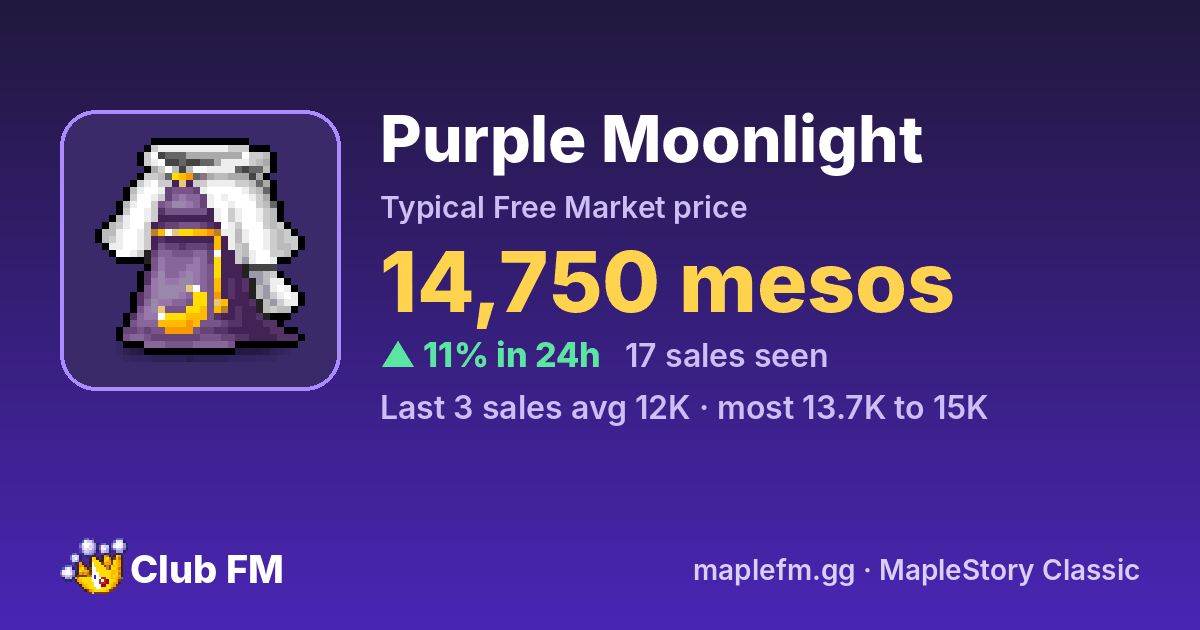 Purple Moonlight
Typical Free Market price
14,750 mesos
▲ 11% in 24h 17 sales seen
Last 3 sales avg 12K · most 13.7K to 15K
Club FM
maplefm.gg · MapleStory Classic